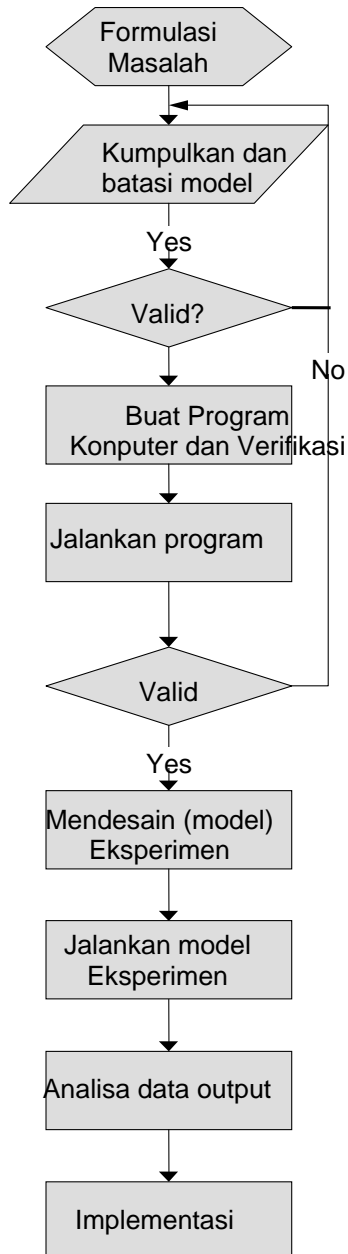 Formulasi
Masalah
Kumpulkan dan
batasi model
Yes
Valid?
No
Buat Program
Konputer dan Verifikasi
Jalankan program
Valid
Yes
Mendesain (model)
Eksperimen
Jalankan model
Eksperimen
Analisa data output
Implementasi